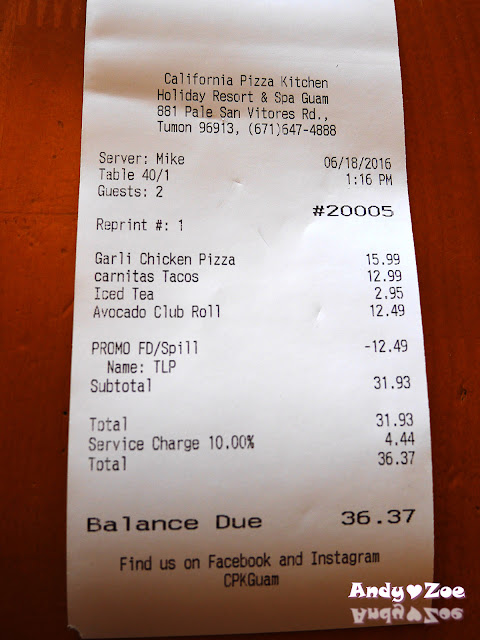 California Pizza Kitchen
Holiday Resort & Spa Guam
881 Pale San Vitores Rd.,
Tumon 96913, (671)647-4888
Server: Mike 06/18/2016
Table 40/1 1:16 PM
Guests: 2
#20005
Reprint #: 1
Garli Chicken Pizza 15.99
carnitas Tacos 12.99
Iced Tea 2.95
Avocado Club Roll 12.49
PROMO FD/Spill -12.49
Name: TLP
Subtotal 31.93
Total 31.93
Service Charge 10.00% 4.44
Total 36.37
Balance Due 36.37
Find us on Facebook and Instagram
CPKGuam
Andy♥Zoe